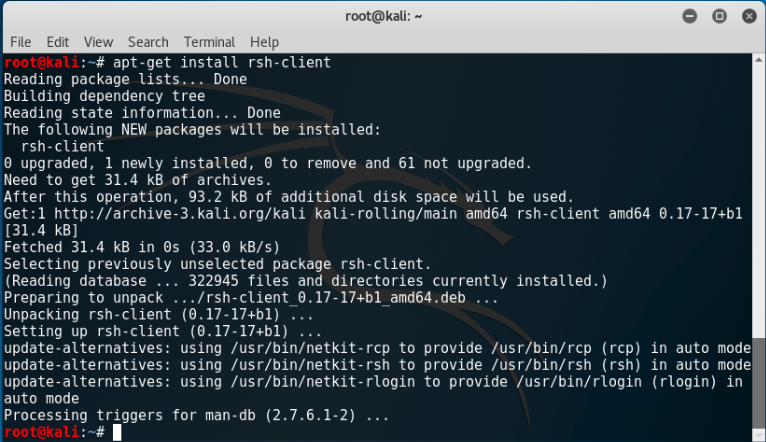 root@kali: ~
File Edit View Search Terminal Help
root@kali:~# apt-get install rsh-client
Reading package lists... Done
Building dependency tree
Reading state information... Done
The following NEW packages will be installed:
  rsh-client
0 upgraded, 1 newly installed, 0 to remove and 61 not upgraded.
Need to get 31.4 kB of archives.
After this operation, 93.2 kB of additional disk space will be used.
Get:1 http://archive-3.kali.org/kali kali-rolling/main amd64 rsh-client amd64 0.17-17+b1
[31.4 kB]
Fetched 31.4 kB in 0s (33.0 kB/s)
Selecting previously unselected package rsh-client.
(Reading database ... 322945 files and directories currently installed.)
Preparing to unpack .../rsh-client_0.17-17+b1_amd64.deb ...
Unpacking rsh-client (0.17-17+b1) ...
Setting up rsh-client (0.17-17+b1) ...
update-alternatives: using /usr/bin/netkit-rcp to provide /usr/bin/rcp (rcp) in auto mode
update-alternatives: using /usr/bin/netkit-rsh to provide /usr/bin/rsh (rsh) in auto mode
update-alternatives: using /usr/bin/netkit-rlogin to provide /usr/bin/rlogin (rlogin) in
auto mode
Processing triggers for man-db (2.7.6.1-2) ...
root@kali:~#